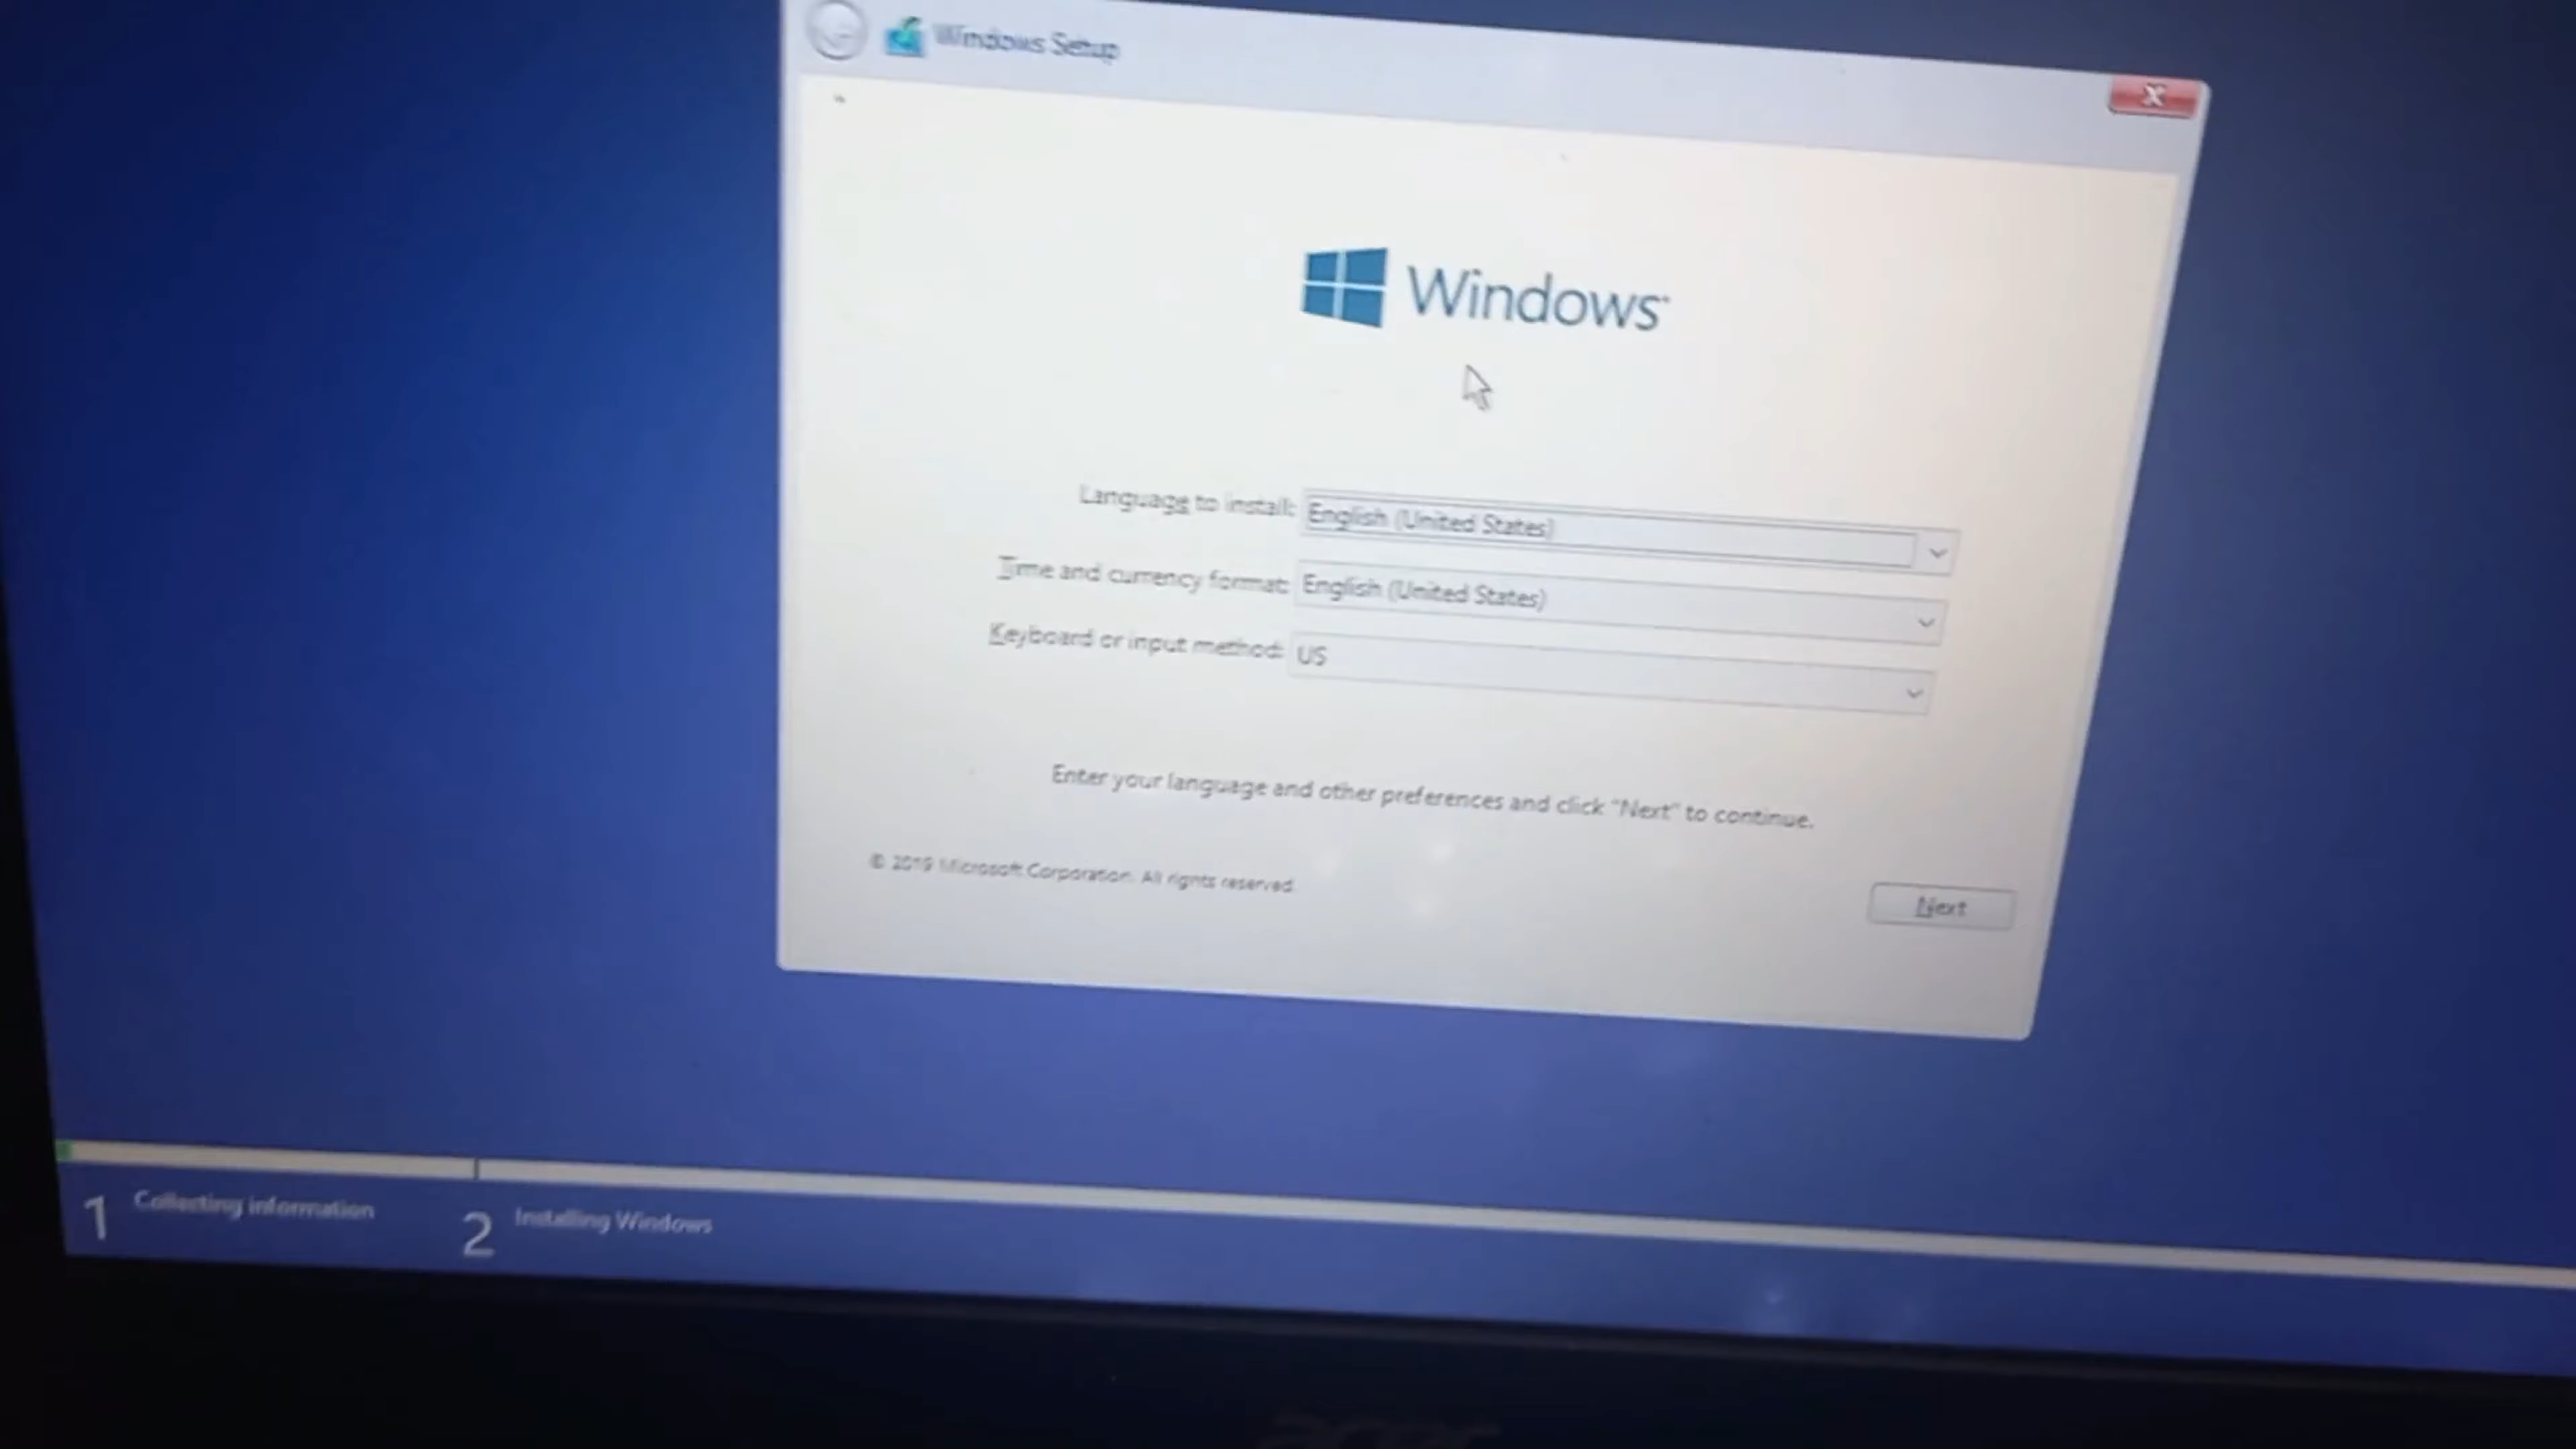 Windows Setup
Windows
Language to install: English (United States)
Time and currency format: English (United States)
Keyboard or input method: US
Enter your language and other preferences and click "Next" to continue.
© 2019 Microsoft Corporation. All rights reserved.
Next
1 Collecting information
2 Installing Windows
acer